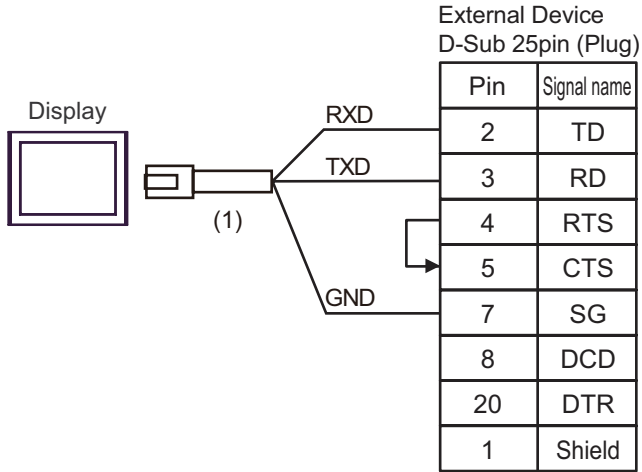 External Device
D-Sub 25pin (Plug)
Pin Signal name
Display
RXD
2 TD
TXD
3 RD
(1)
4 RTS
5 CTS
GND
7 SG
8 DCD
20 DTR
1 Shield